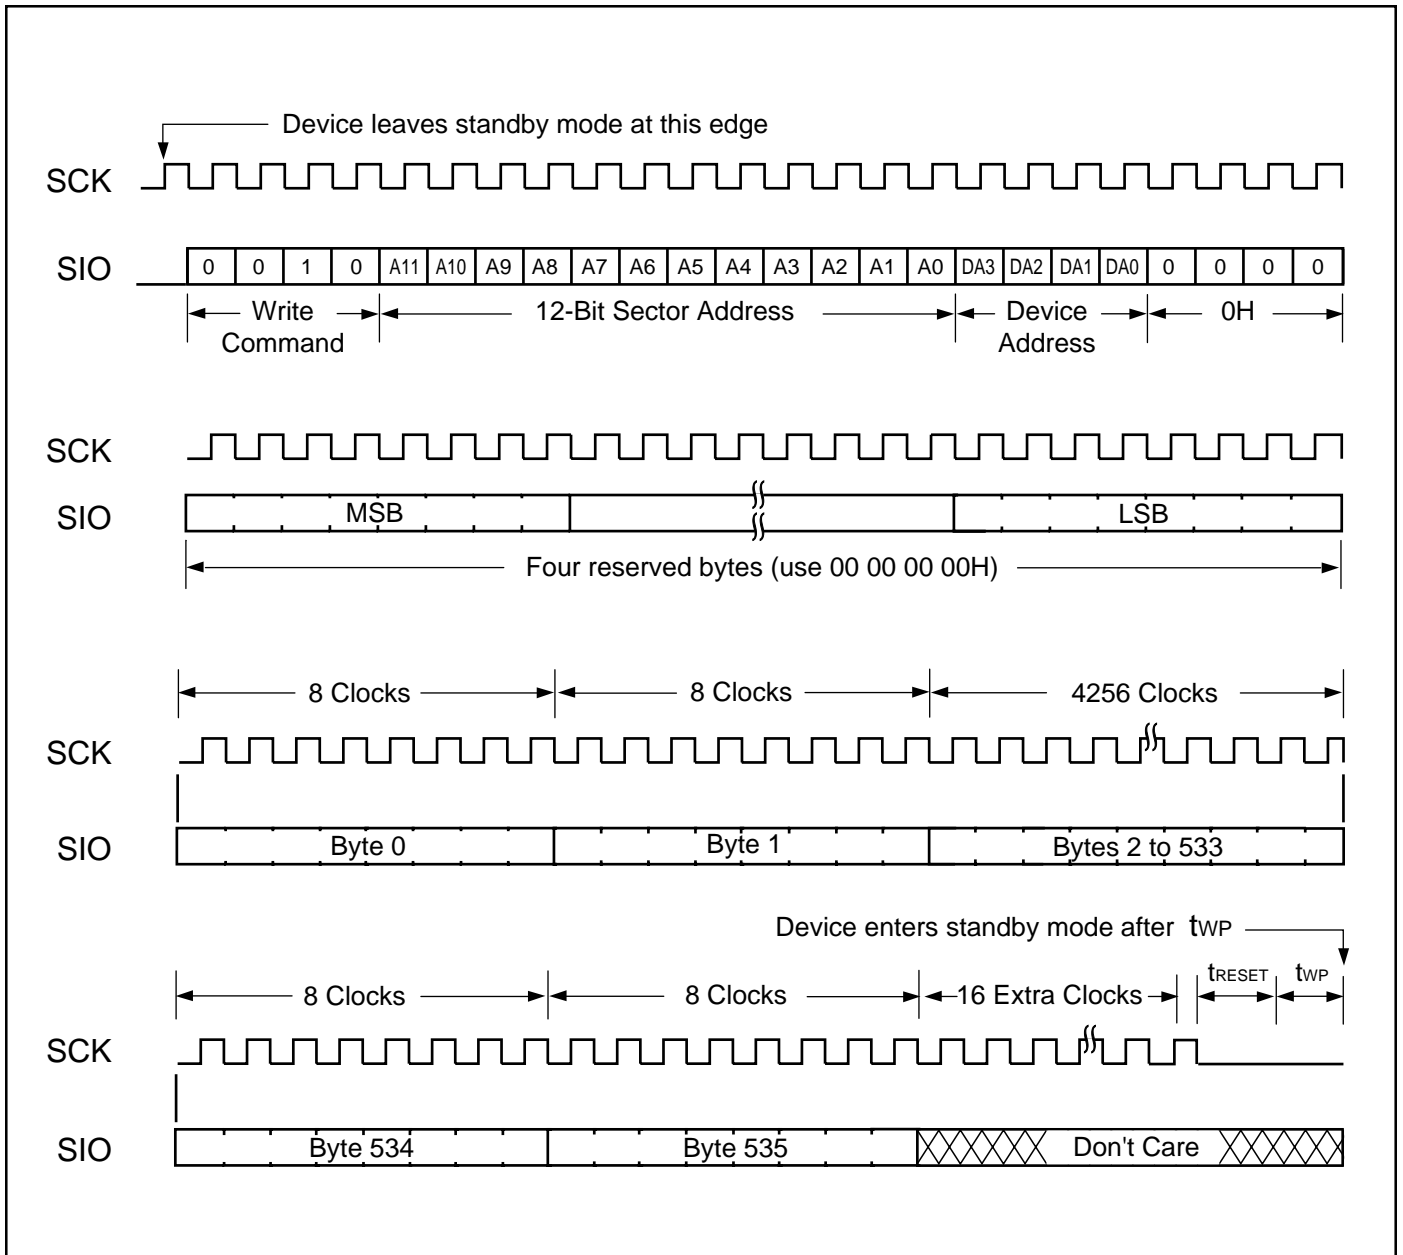 Device leaves standby mode at this edge
SCK
SIO 0 0 1 0 A11 A10 A9 A8 A7 A6 A5 A4 A3 A2 A1 A0 DA3 DA2 DA1 DA0 0 0 0 0
Write Command 12-Bit Sector Address Device Address 0H
SCK
SIO MSB LSB
Four reserved bytes (use 00 00 00 00H)
8 Clocks 8 Clocks 4256 Clocks
SCK
SIO Byte 0 Byte 1 Bytes 2 to 533
Device enters standby mode after tWP
8 Clocks 8 Clocks 16 Extra Clocks tRESET tWP
SCK
SIO Byte 534 Byte 535 Don't Care